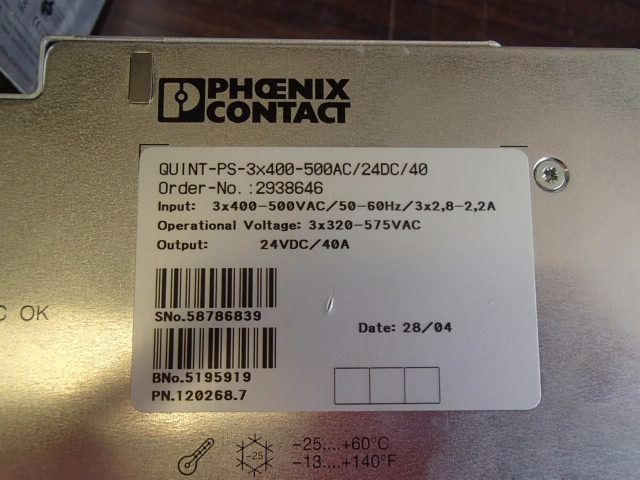 PHŒNIX
CONTACT
QUINT-PS-3x400-500AC/24DC/40
Order-No.:2938646
Input: 3x400-500VAC/50-60Hz/3x2,8-2,2A
Operational Voltage: 3x320-575VAC
Output: 24VDC/40A
C OK
SNo.58786839
Date: 28/04
BNo.5195919
PN.120268.7
-25
-25....+60°C
-13....+140°F